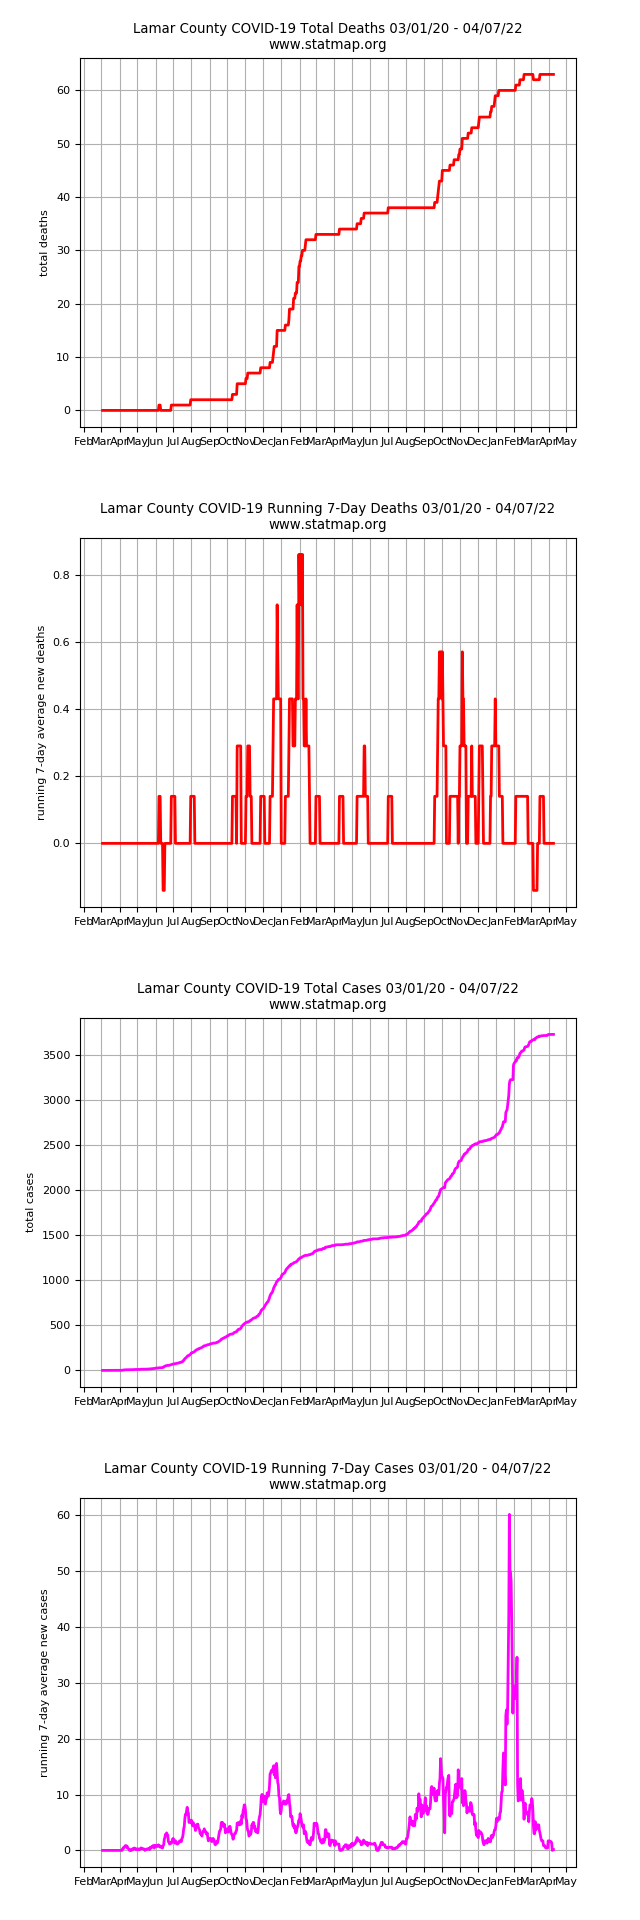 Lamar County COVID-19 Total Deaths 03/01/20 - 04/07/22
www.statmap.org
total deaths
60
50
40
30
20
10
0
Feb Mar Apr May Jun Jul Aug Sep Oct Nov Dec Jan Feb Mar Apr May Jun Jul Aug Sep Oct Nov Dec Jan Feb Mar Apr May
Lamar County COVID-19 Running 7-Day Deaths 03/01/20 - 04/07/22
www.statmap.org
running 7-day average new deaths
0.8
0.6
0.4
0.2
0.0
Feb Mar Apr May Jun Jul Aug Sep Oct Nov Dec Jan Feb Mar Apr May Jun Jul Aug Sep Oct Nov Dec Jan Feb Mar Apr May
Lamar County COVID-19 Total Cases 03/01/20 - 04/07/22
www.statmap.org
total cases
3500
3000
2500
2000
1500
1000
500
0
Feb Mar Apr May Jun Jul Aug Sep Oct Nov Dec Jan Feb Mar Apr May Jun Jul Aug Sep Oct Nov Dec Jan Feb Mar Apr May
Lamar County COVID-19 Running 7-Day Cases 03/01/20 - 04/07/22
www.statmap.org
running 7-day average new cases
60
50
40
30
20
10
0
Feb Mar Apr May Jun Jul Aug Sep Oct Nov Dec Jan Feb Mar Apr May Jun Jul Aug Sep Oct Nov Dec Jan Feb Mar Apr May